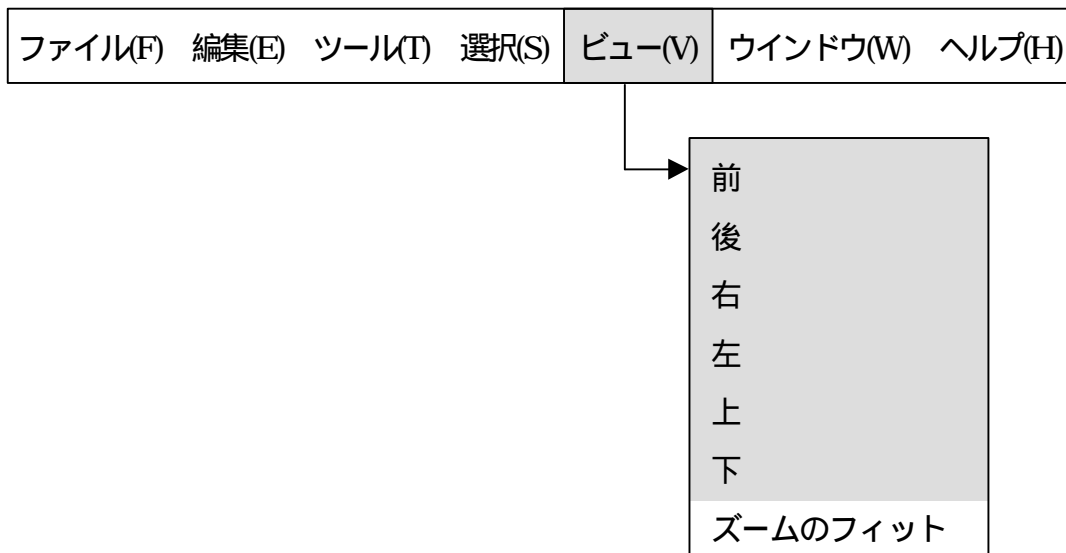 ファイル(F) 編集(E) ツール(T) 選択(S) ビュー(V) ウインドウ(W) ヘルプ(H)
前
後
右
左
上
下
ズームのフィット